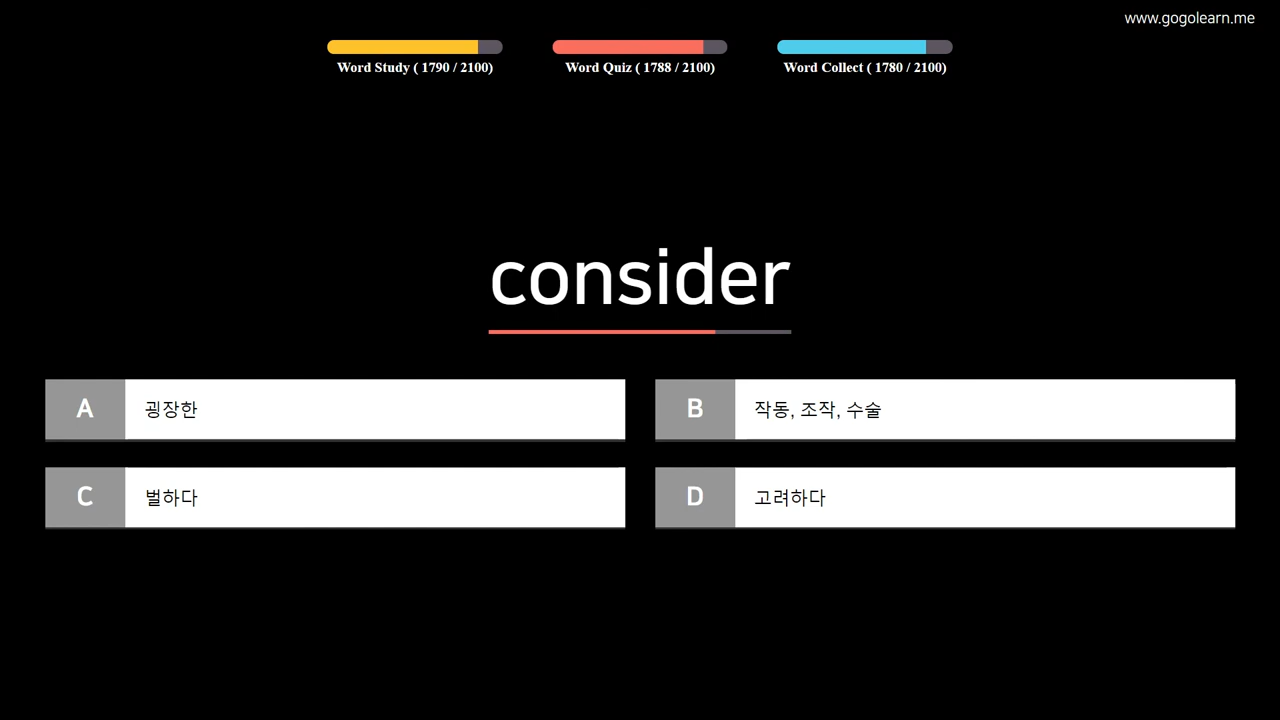 www.gogolearn.me
Word Study ( 1790 / 2100)
Word Quiz ( 1788 / 2100)
Word Collect ( 1780 / 2100)
consider
A 굉장한
B 작동, 조작, 수술
C 벌하다
D 고려하다